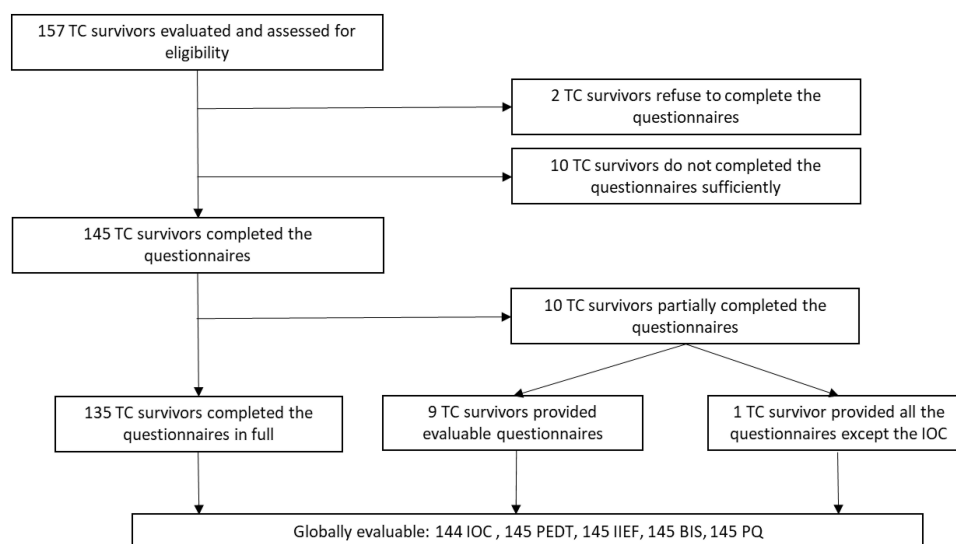 157 TC survivors evaluated and assessed for
eligibility
2 TC survivors refuse to complete the
questionnaires
10 TC survivors do not completed the
questionnaires sufficiently
145 TC survivors completed the
questionnaires
10 TC survivors partially completed the
questionnaires
135 TC survivors completed the
questionnaires in full
9 TC survivors provided
evaluable questionnaires
1 TC survivor provided all the
questionnaires except the IOC
Globally evaluable: 144 IOC , 145 PEDT, 145 IIEF, 145 BIS, 145 PQ